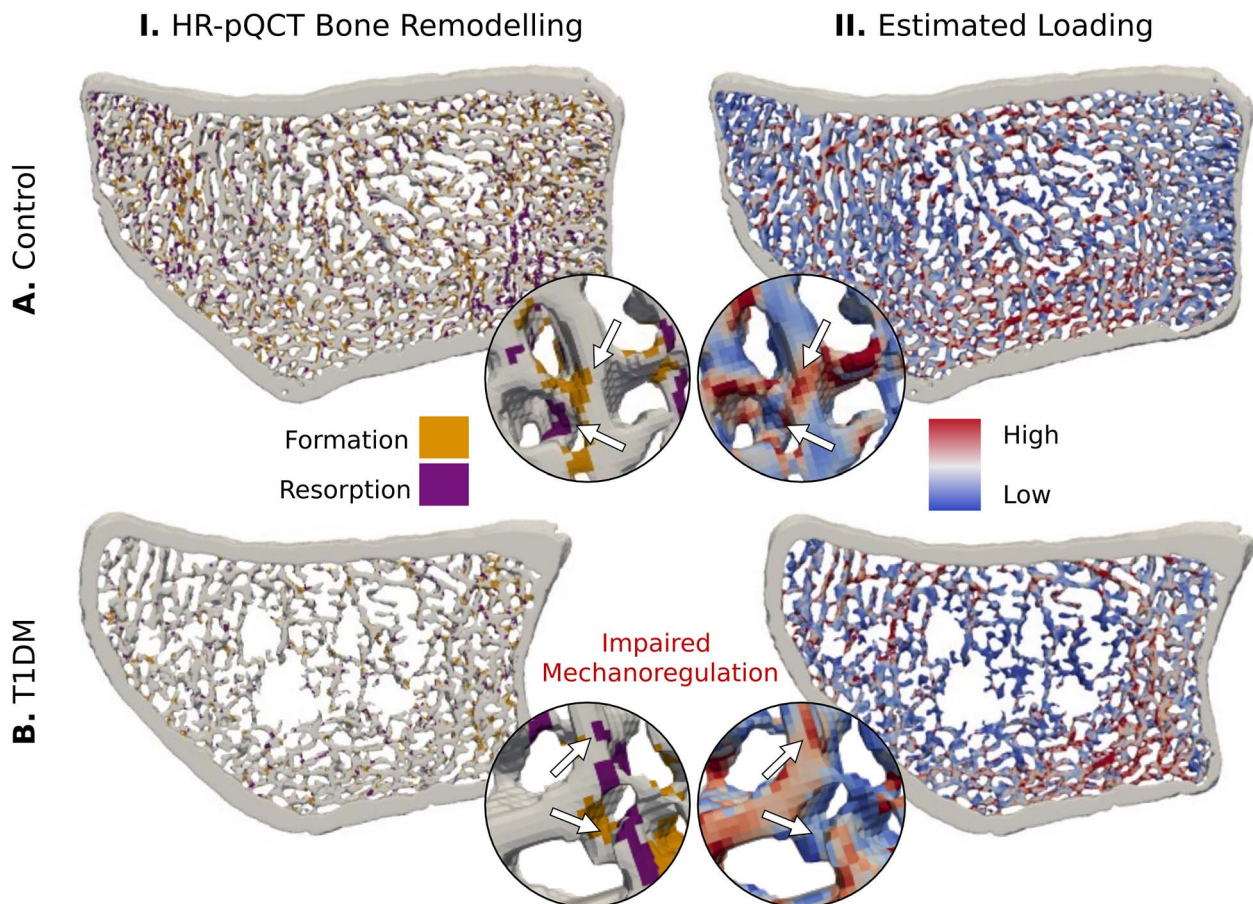 I. HR-pQCT Bone Remodelling
II. Estimated Loading
A. Control
Formation
Resorption
High
Low
B. T1DM
Impaired
Mechanoregulation